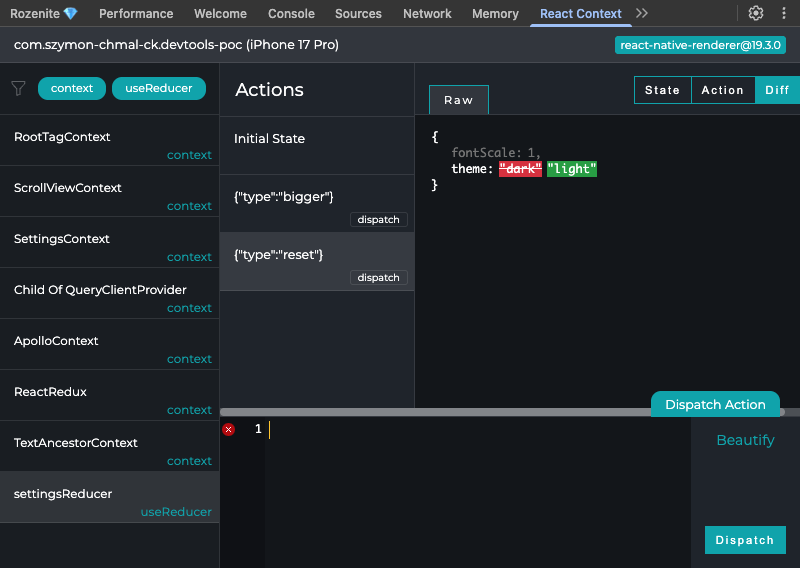 Rozenite 💎 Performance Welcome Console Sources Network Memory React Context
com.szymon-chmal-ck.devtools-poc (iPhone 17 Pro) react-native-renderer@19.3.0
context useReducer
RootTagContext
context
ScrollViewContext
context
SettingsContext
context
Child Of QueryClientProvider
context
ApolloContext
context
ReactRedux
context
TextAncestorContext
context
settingsReducer
useReducer
Actions
Initial State
{"type":"bigger"}
dispatch
{"type":"reset"}
dispatch
Raw
State Action Diff
{
fontScale: 1,
theme: "dark" "light"
}
Dispatch Action
1
Beautify
Dispatch